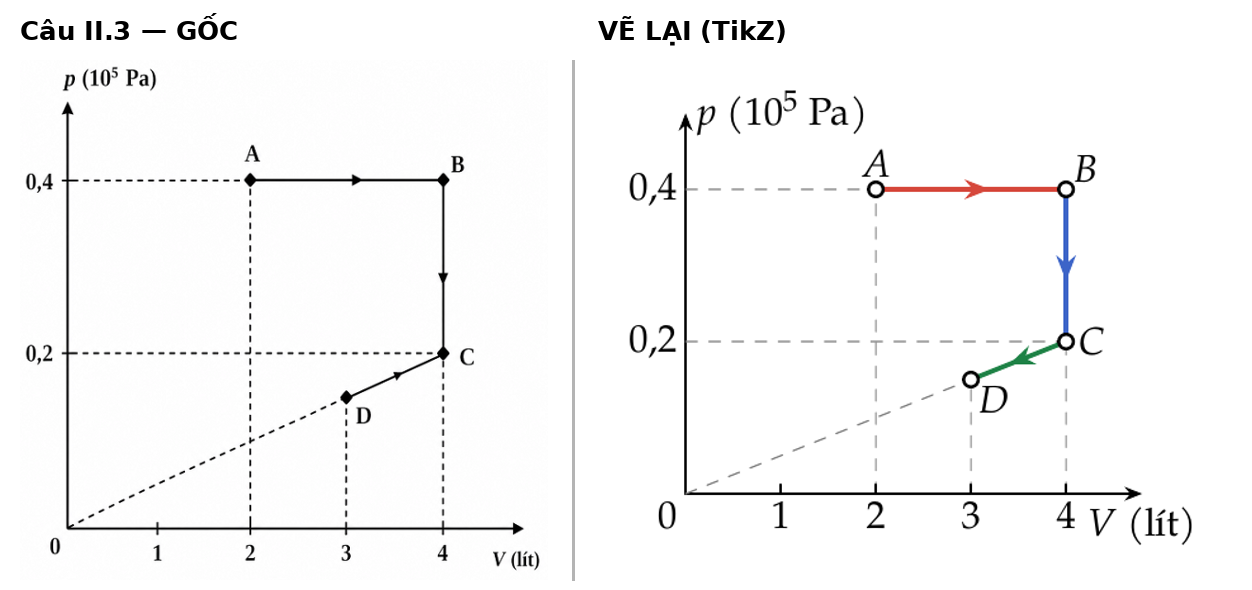 Câu II.3 — GỐC
p (10⁵ Pa)
A
B
0,4
0,2
C
D
0
1
2
3
4
V (lít)
VẼ LẠI (TikZ)
p (10⁵ Pa)
A
B
0,4
0,2
C
D
0
1
2
3
4
V (lít)